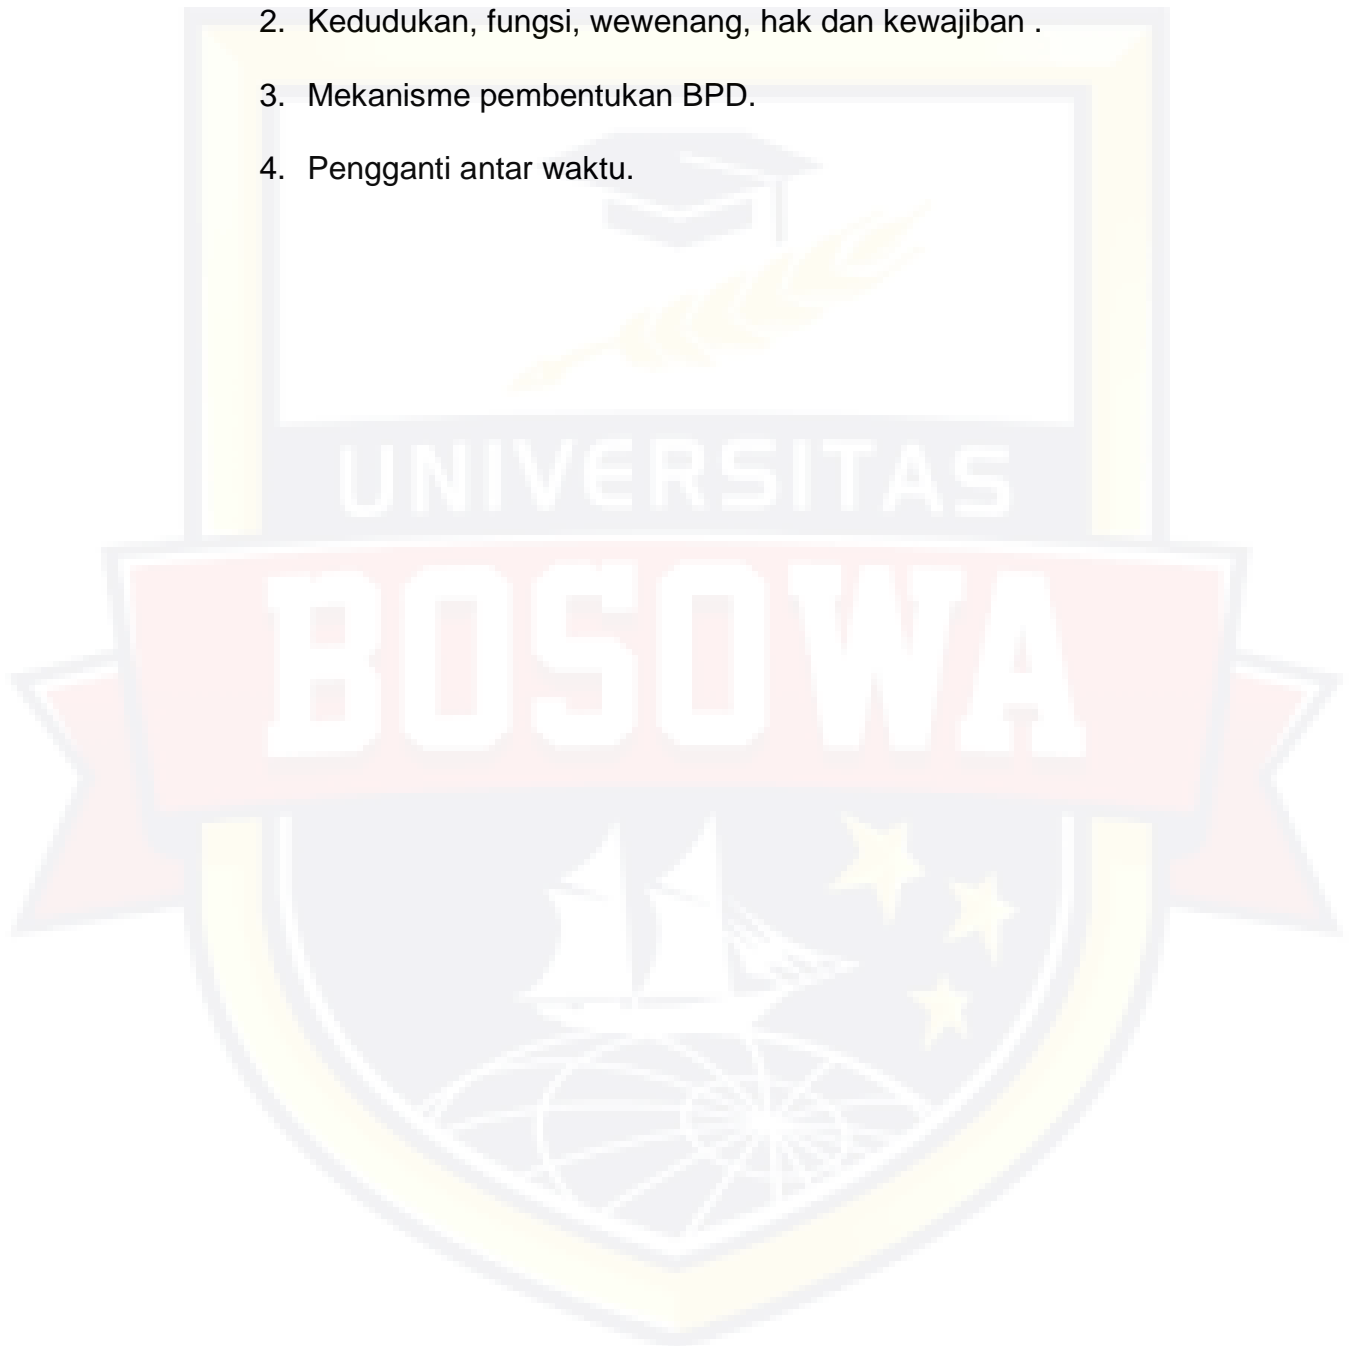 2. Kedudukan, fungsi, wewenang, hak dan kewajiban .
3. Mekanisme pembentukan BPD.
4. Pengganti antar waktu.
UNIVERSITAS
BOSOWA